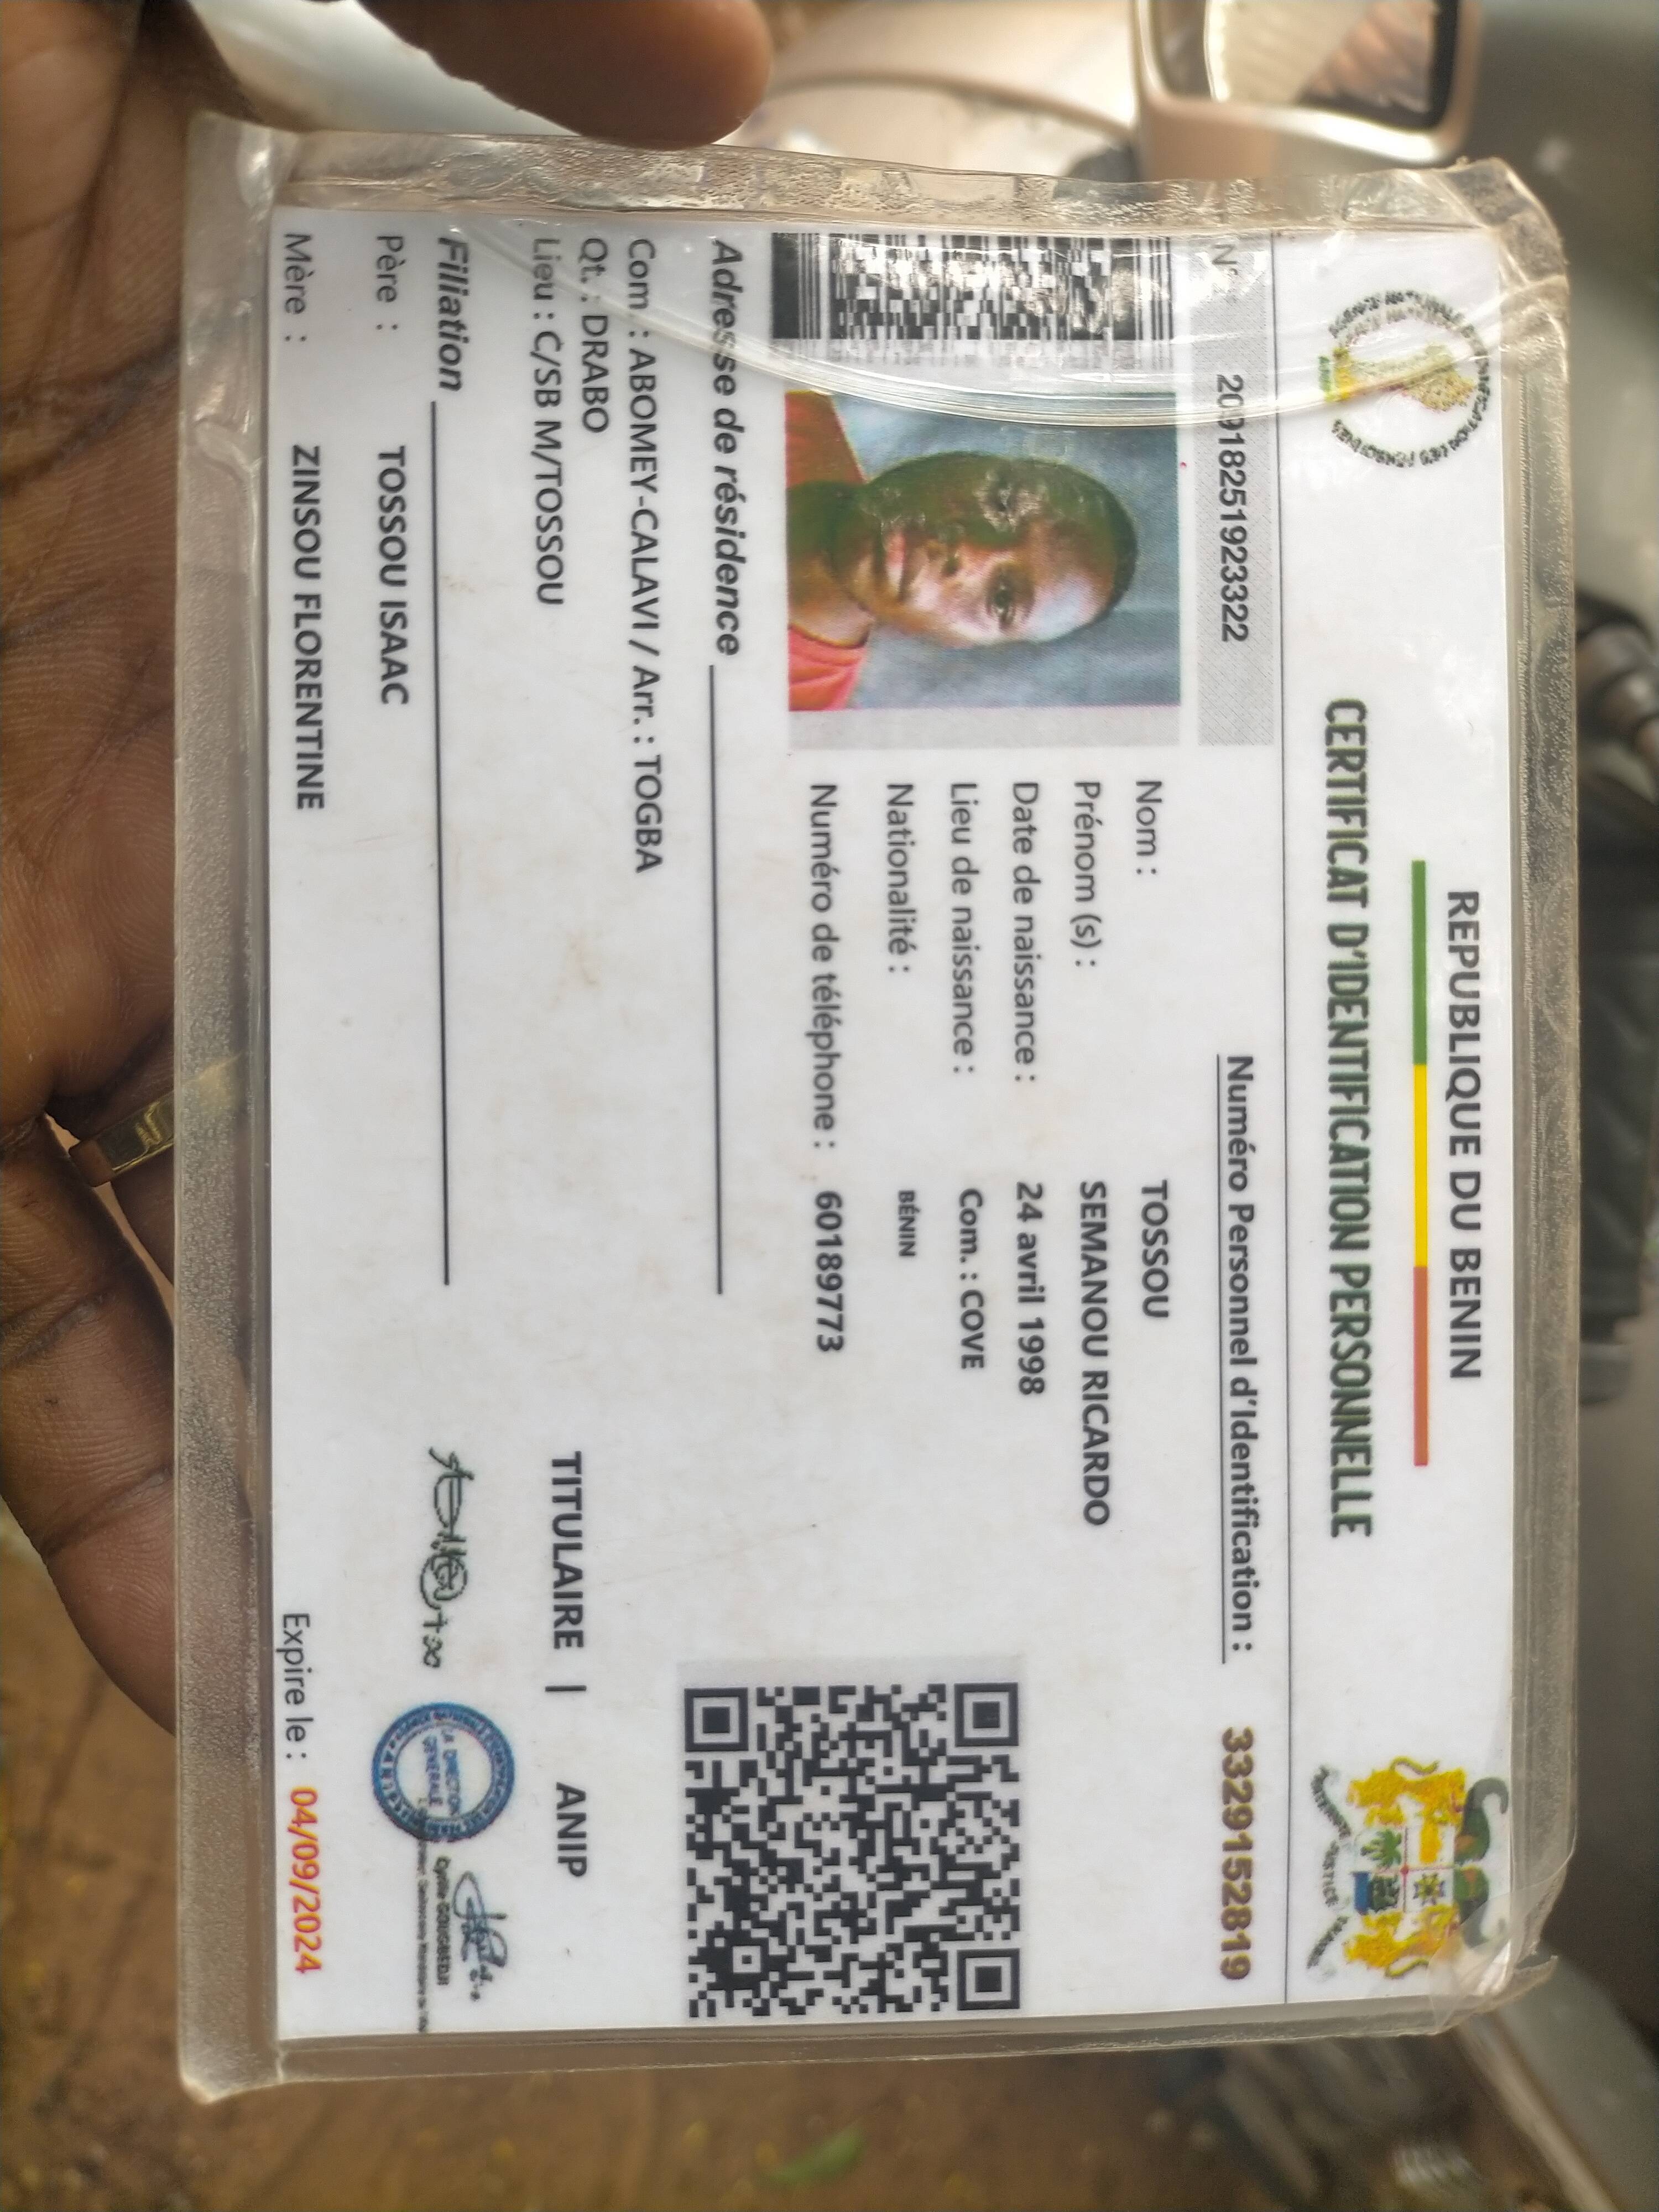 REPUBLIQUE DU BENIN
CERTIFICAT D'IDENTIFICATION PERSONNELLE
N° 20918251923322
Numéro Personnel d'Identification : 3329152819
Nom : TOSSOU
Prénom (s) : SEMANOU RICARDO
Date de naissance : 24 avril 1998
Lieu de naissance : Com. : COVE
Nationalité : BÉNIN
Numéro de téléphone : 60189773
Adresse de résidence
Com : ABOMEY-CALAVI / Arr. : TOGBA
Qt. : DRABO
Lieu : C/SB M/TOSSOU
Filiation
Père : TOSSOU ISAAC
Mère : ZINSOU FLORENTINE
TITULAIRE | ANIP
LA DIRECTION GENERALE
Cyrille GOUGBEDJI
Expire le : 04/09/2024